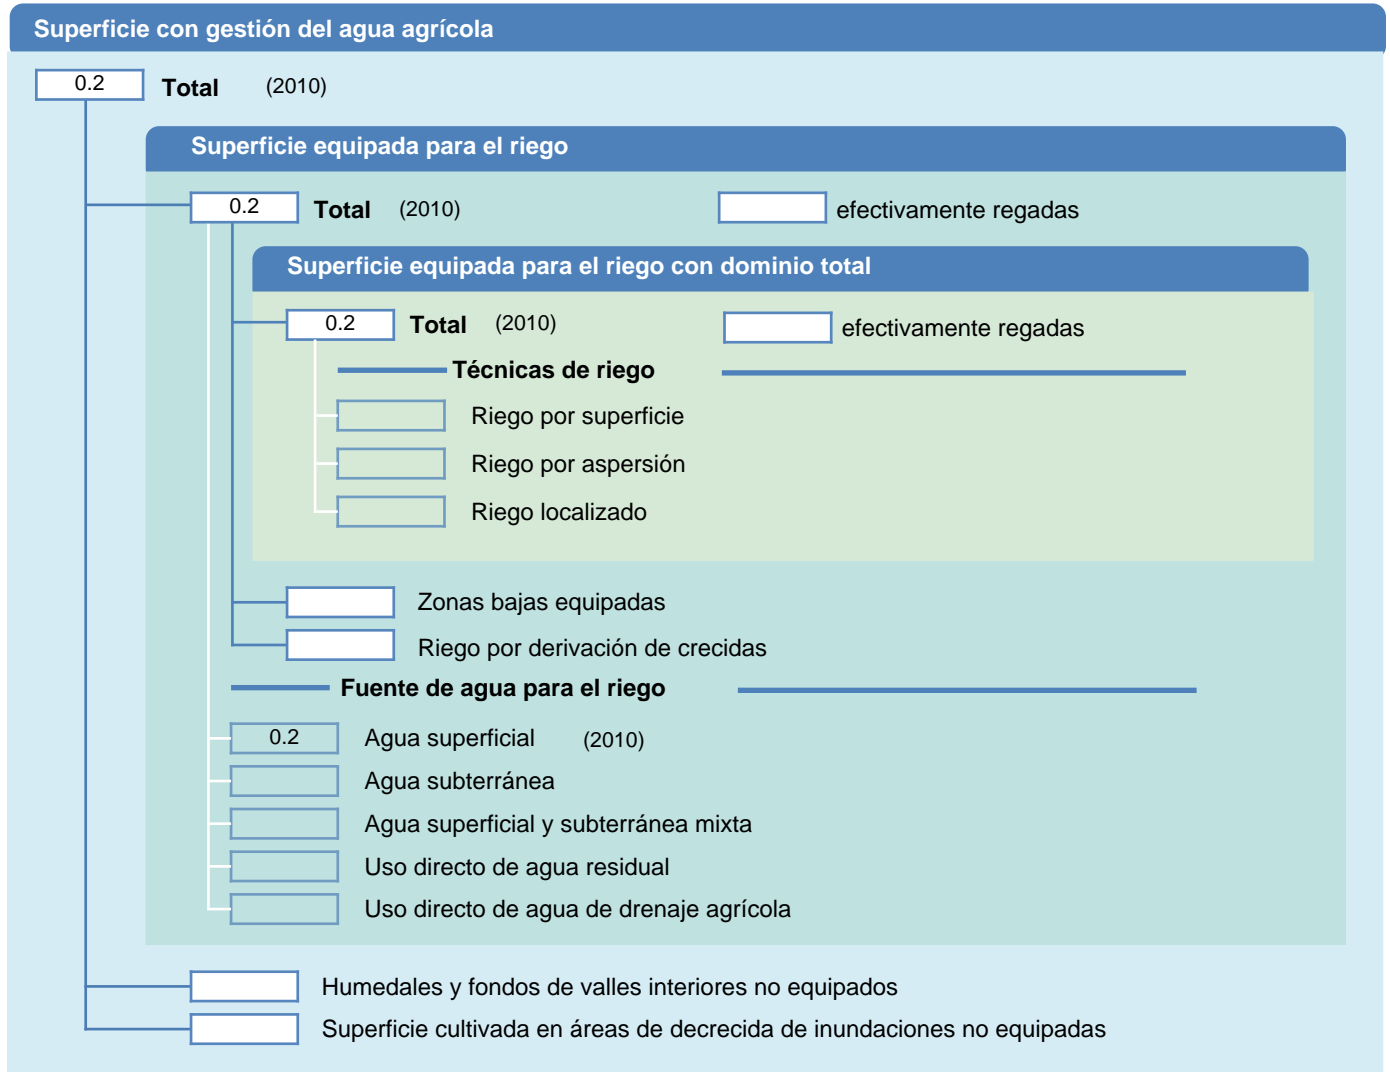 Superficie con gestión del agua agrícola
0.2 Total (2010)
Superficie equipada para el riego
0.2 Total (2010) efectivamente regadas
Superficie equipada para el riego con dominio total
0.2 Total (2010) efectivamente regadas
Técnicas de riego
Riego por superficie
Riego por aspersión
Riego localizado
Zonas bajas equipadas
Riego por derivación de crecidas
Fuente de agua para el riego
0.2 Agua superficial (2010)
Agua subterránea
Agua superficial y subterránea mixta
Uso directo de agua residual
Uso directo de agua de drenaje agrícola
Humedales y fondos de valles interiores no equipados
Superficie cultivada en áreas de decrecida de inundaciones no equipadas